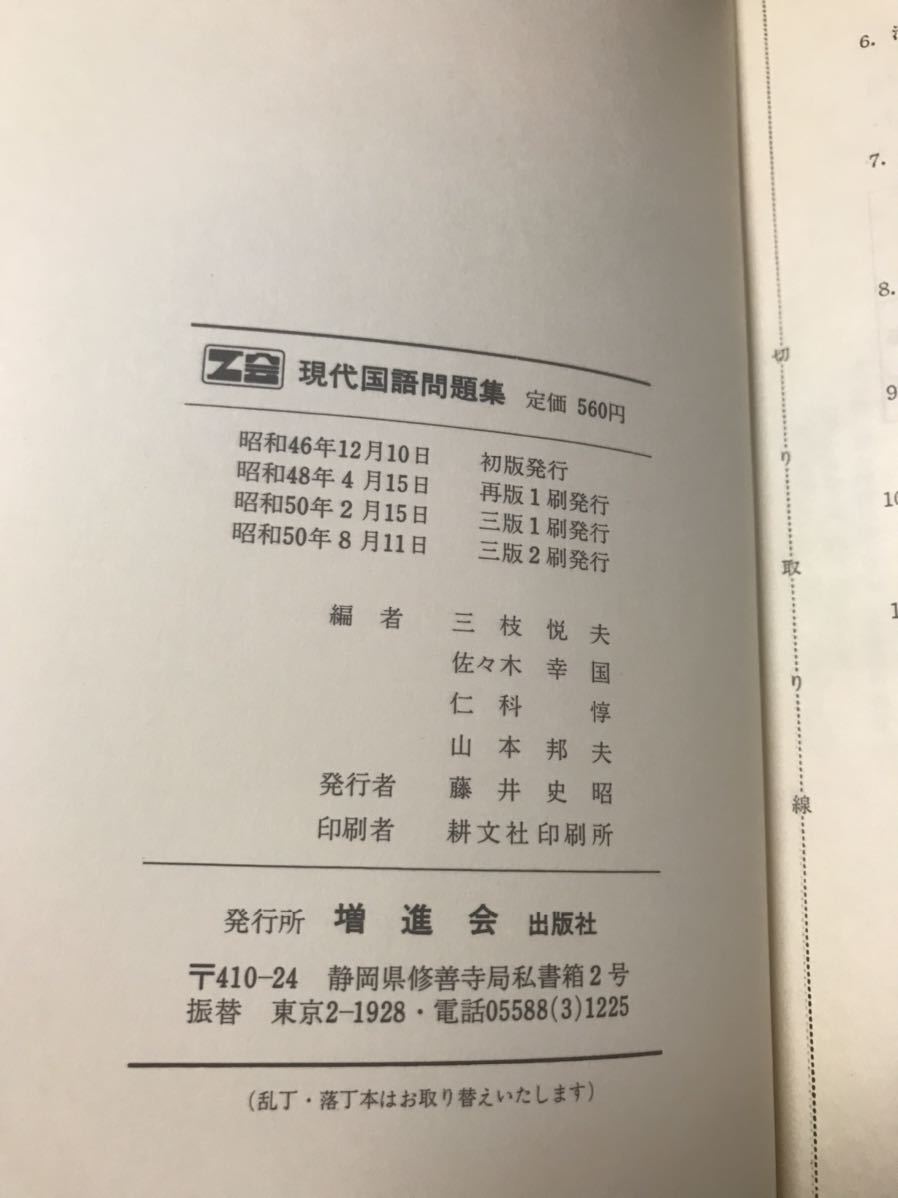 Z会 現代国語問題集 定価 560円
昭和46年12月10日 初版発行
昭和48年4月15日 再版1刷発行
昭和50年2月15日 三版1刷発行
昭和50年8月11日 三版2刷発行
編者 三枝悦夫
佐々木幸国
仁科惇
山本邦夫
発行者 藤井史昭
印刷者 耕文社印刷所
発行所 増進会 出版社
〒410-24 静岡県修善寺局私書箱2号
振替 東京2-1928・電話05588(3)1225
(乱丁・落丁本はお取り替えいたします)
切り取り線
6.
7.
8.
9
10
1